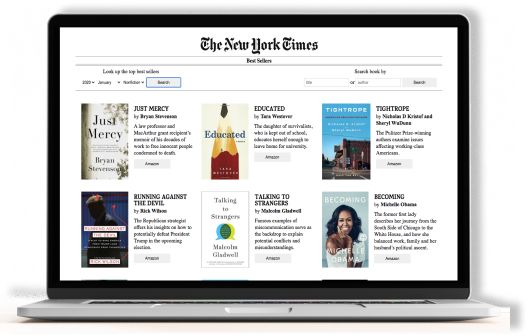 The New York Times
Best Sellers
Look up the top best sellers
Search book by
2020 January Nonfiction Search
title or author Search
JUST MERCY
by Bryan Stevenson
A law professor and
MacArthur grant recipient's
memoir of his decades of
work to free innocent people
condemned to death.
Amazon
Just
Mercy
Bryan
Stevenson
EDUCATED
by Tara Westover
The daughter of survivalists,
who is kept out of school,
educates herself enough to
leave home for university.
Amazon
Educated
TARA
WESTOVER
TIGHTROPE
by Nicholas D Kristof and
Sheryl WuDunn
The Pulitzer Prize-winning
authors examine issues
affecting working-class
Americans.
Amazon
TIGHTROPE
RUNNING AGAINST
THE DEVIL
by Rick Wilson
The Republican strategist
offers his insights on how to
potentially defeat President
Trump in the upcoming
election.
Amazon
RUNNING AGAINST
THE DEVIL
RICK WILSON
TALKING TO
STRANGERS
by Malcolm Gladwell
Famous examples of
miscommunication serve as
the backdrop to explain
potential conflicts and
misunderstandings.
Amazon
Talking
to
Strangers
Malcolm
Gladwell
BECOMING
by Michelle Obama
The former first lady
describes her journey from the
South Side of Chicago to the
White House, and how she
balanced work, family and her
husband's political ascent.
Amazon
BECOMING
MICHELLE
OBAMA